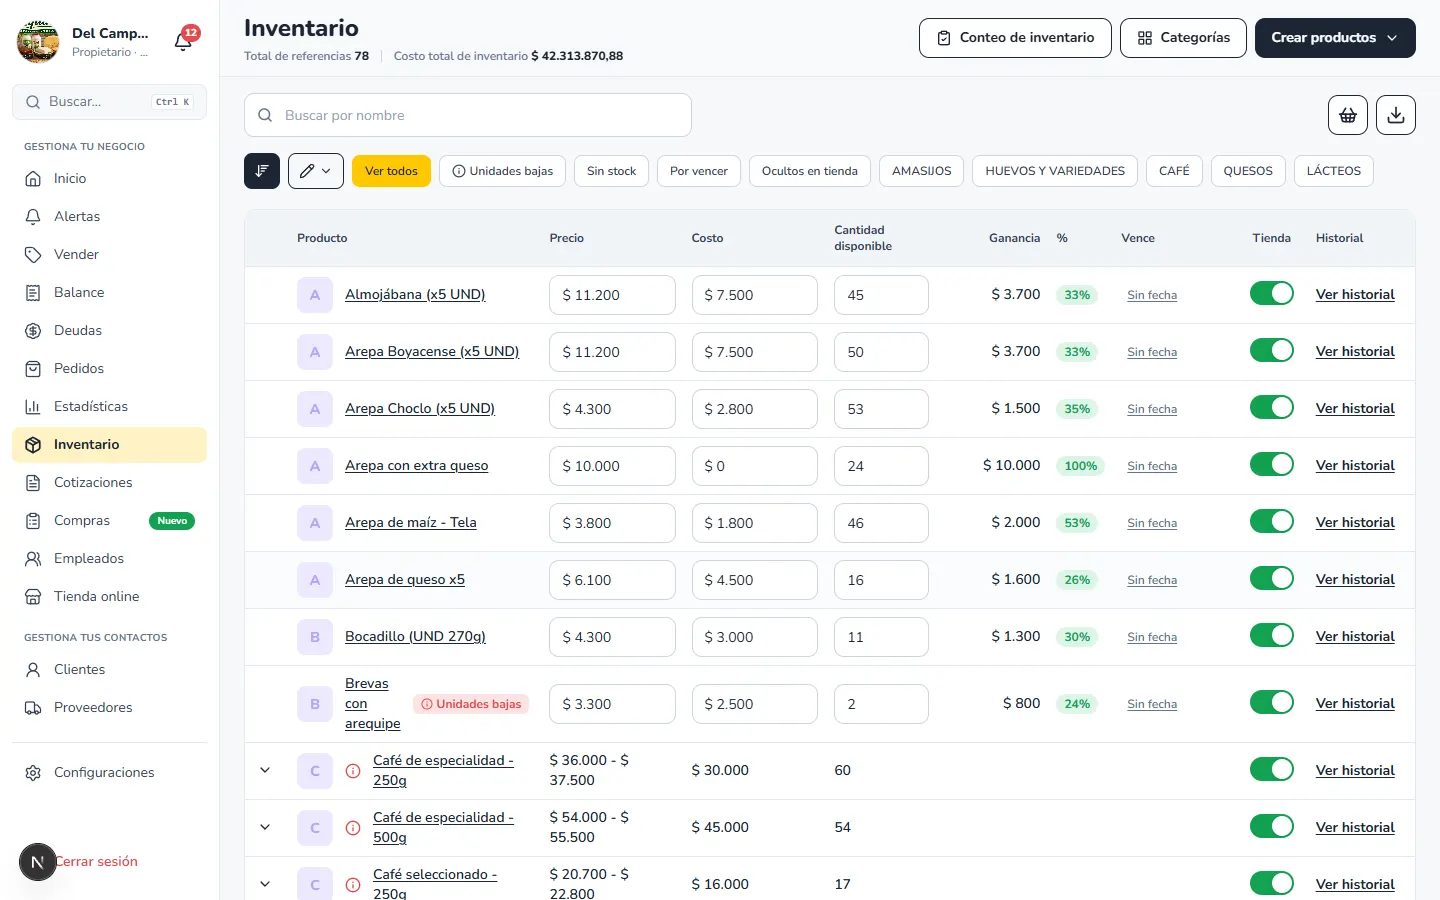 Del Camp...
Propietario · ...
12
Buscar...
Ctrl K
GESTIONA TU NEGOCIO
Inicio
Alertas
Vender
Balance
Deudas
Pedidos
Estadísticas
Inventario
Cotizaciones
Compras
Nuevo
Empleados
Tienda online
GESTIONA TUS CONTACTOS
Clientes
Proveedores
Configuraciones
N
Cerrar sesión
Inventario
Total de referencias 78
Costo total de inventario $ 42.313.870,88
Conteo de inventario
Categorías
Crear productos
Buscar por nombre
Ver todos
Unidades bajas
Sin stock
Por vencer
Ocultos en tienda
AMASIJOS
HUEVOS Y VARIEDADES
CAFÉ
QUESOS
LÁCTEOS
Producto
Precio
Costo
Cantidad
disponible
Ganancia
%
Vence
Tienda
Historial
A
Almojábana (x5 UND)
$ 11.200
$ 7.500
45
$ 3.700
33%
Sin fecha
Ver historial
A
Arepa Boyacense (x5 UND)
$ 11.200
$ 7.500
50
$ 3.700
33%
Sin fecha
Ver historial
A
Arepa Choclo (x5 UND)
$ 4.300
$ 2.800
53
$ 1.500
35%
Sin fecha
Ver historial
A
Arepa con extra queso
$ 10.000
$ 0
24
$ 10.000
100%
Sin fecha
Ver historial
A
Arepa de maíz - Tela
$ 3.800
$ 1.800
46
$ 2.000
53%
Sin fecha
Ver historial
A
Arepa de queso x5
$ 6.100
$ 4.500
16
$ 1.600
26%
Sin fecha
Ver historial
B
Bocadillo (UND 270g)
$ 4.300
$ 3.000
11
$ 1.300
30%
Sin fecha
Ver historial
B
Brevas
con
arequipe
Unidades bajas
$ 3.300
$ 2.500
2
$ 800
24%
Sin fecha
Ver historial
C
Café de especialidad -
250g
$ 36.000 - $
37.500
$ 30.000
60
Ver historial
C
Café de especialidad -
500g
$ 54.000 - $
55.500
$ 45.000
54
Ver historial
C
Café seleccionado -
250g
$ 20.700 - $
22.800
$ 16.000
17
Ver historial